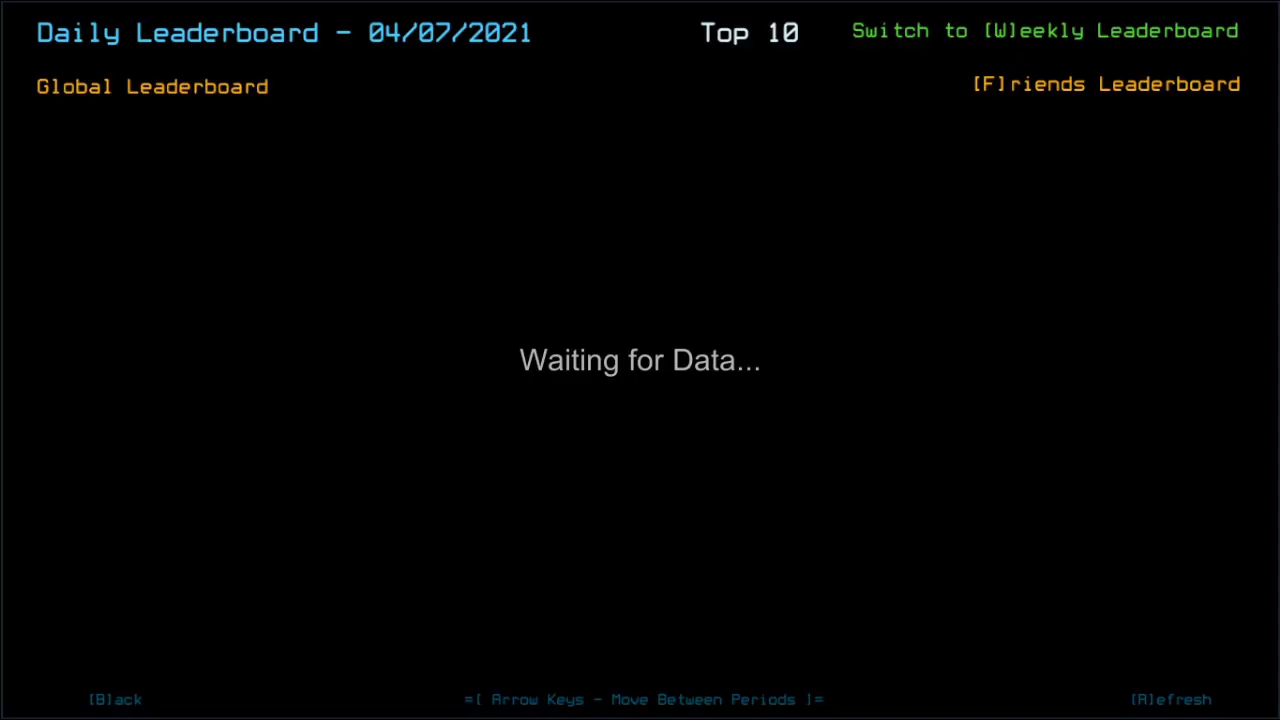 Daily Leaderboard - 04/07/2021
Top 10
Switch to [W]eekly Leaderboard
Global Leaderboard
[F]riends Leaderboard
Waiting for Data...
[B]ack
=[ Arrow Keys - Move Between Periods ]=
[R]efresh